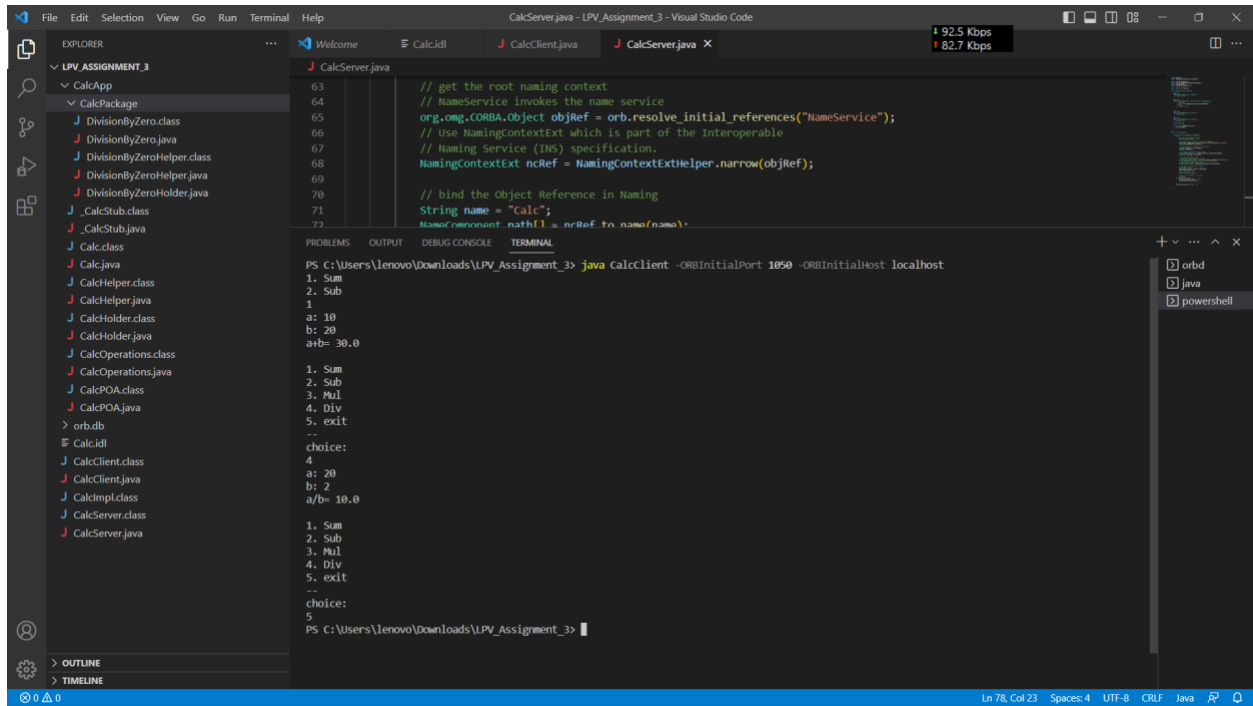 File Edit Selection View Go Run Terminal Help
CalcServer.java - LPV_Assignment_3 - Visual Studio Code
92.5 Kbps
82.7 Kbps
EXPLORER
LPV_ASSIGNMENT_3
CalcApp
CalcPackage
DivisionByZero.class
DivisionByZero.java
DivisionByZeroHelper.class
DivisionByZeroHelper.java
DivisionByZeroHolder.java
_CalcStub.class
_CalcStub.java
Calc.class
Calc.java
CalcHelper.class
CalcHelper.java
CalcHolder.class
CalcHolder.java
CalcOperations.class
CalcOperations.java
CalcPOA.class
CalcPOA.java
orb.db
Calc.idl
CalcClient.class
CalcClient.java
CalcImpl.class
CalcServer.class
CalcServer.java
OUTLINE
TIMELINE
Welcome Calc.idl CalcClient.java CalcServer.java
CalcServer.java
63 // get the root naming context
64 // NameService invokes the name service
65 org.omg.CORBA.Object objRef = orb.resolve_initial_references("NameService");
66 // Use NamingContextExt which is part of the Interoperable
67 // Naming Service (INS) specification.
68 NamingContextExt ncRef = NamingContextExtHelper.narrow(objRef);
69
70 // bind the Object Reference in Naming
71 String name = "Calc";
72 NameComponent path[] = ncRef.to_name(name);
PROBLEMS OUTPUT DEBUG CONSOLE TERMINAL
PS C:\Users\lenovo\Downloads\LPV_Assignment_3> java CalcClient -ORBInitialPort 1050 -ORBInitialHost localhost
1. Sum
2. Sub
1
a: 10
b: 20
a+b= 30.0
1. Sum
2. Sub
3. Mul
4. Div
5. exit
--
choice:
4
a: 20
b: 2
a/b= 10.0
1. Sum
2. Sub
3. Mul
4. Div
5. exit
--
choice:
5
PS C:\Users\lenovo\Downloads\LPV_Assignment_3>
orbd
java
powershell
0 0 Ln 78, Col 23 Spaces: 4 UTF-8 CRLF Java